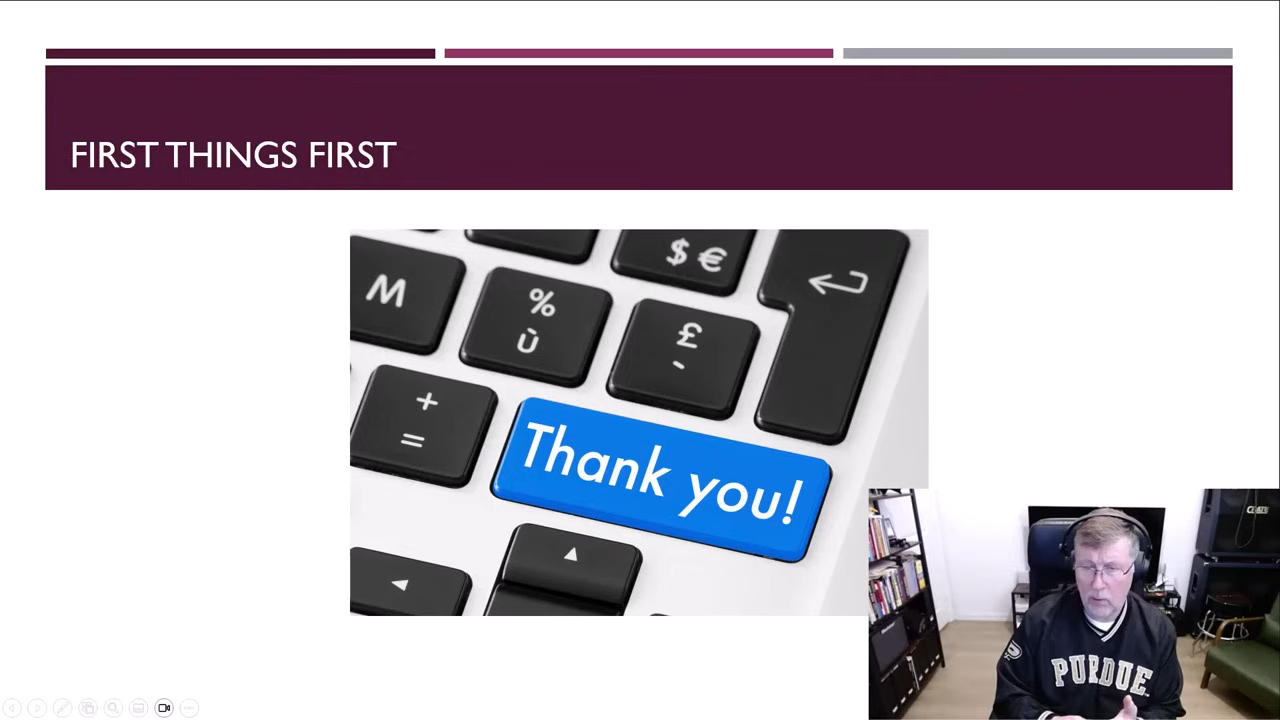 FIRST THINGS FIRST
$ €
M
%
ù
£
`
+
=
Thank you!
PURDUE